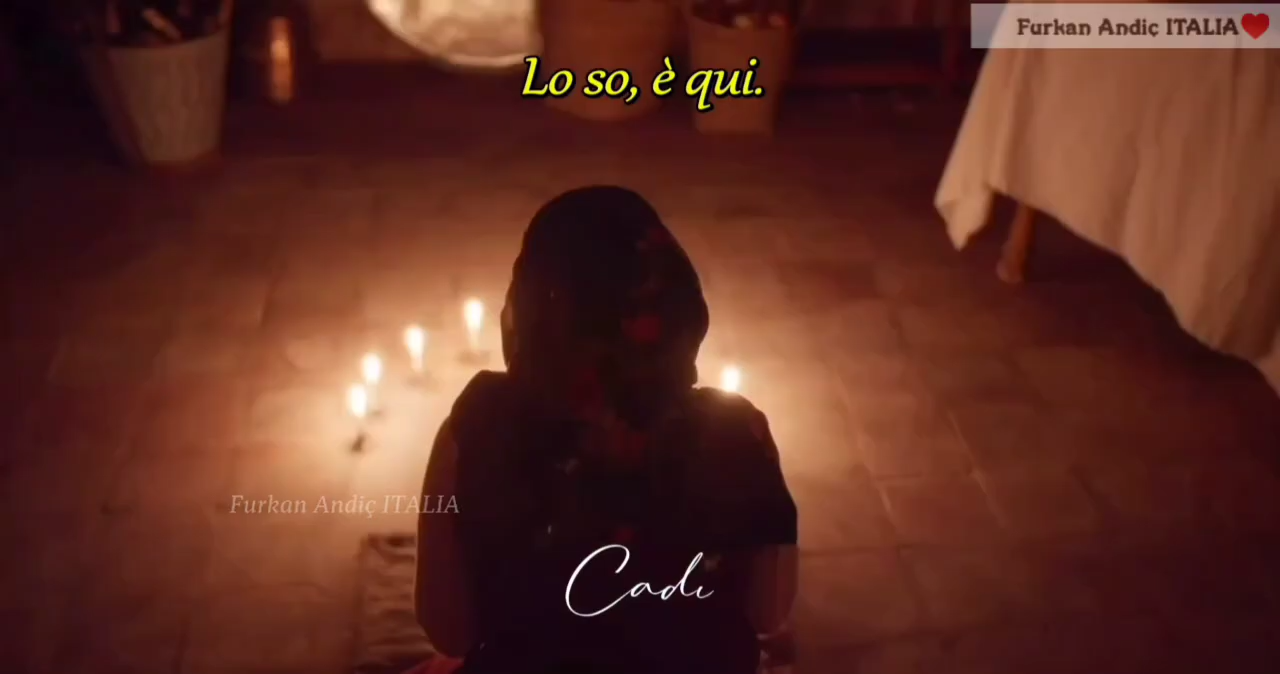 Furkan Andiç ITALIA❤️
Lo so, è qui.
Furkan Andiç ITALIA
Cadı